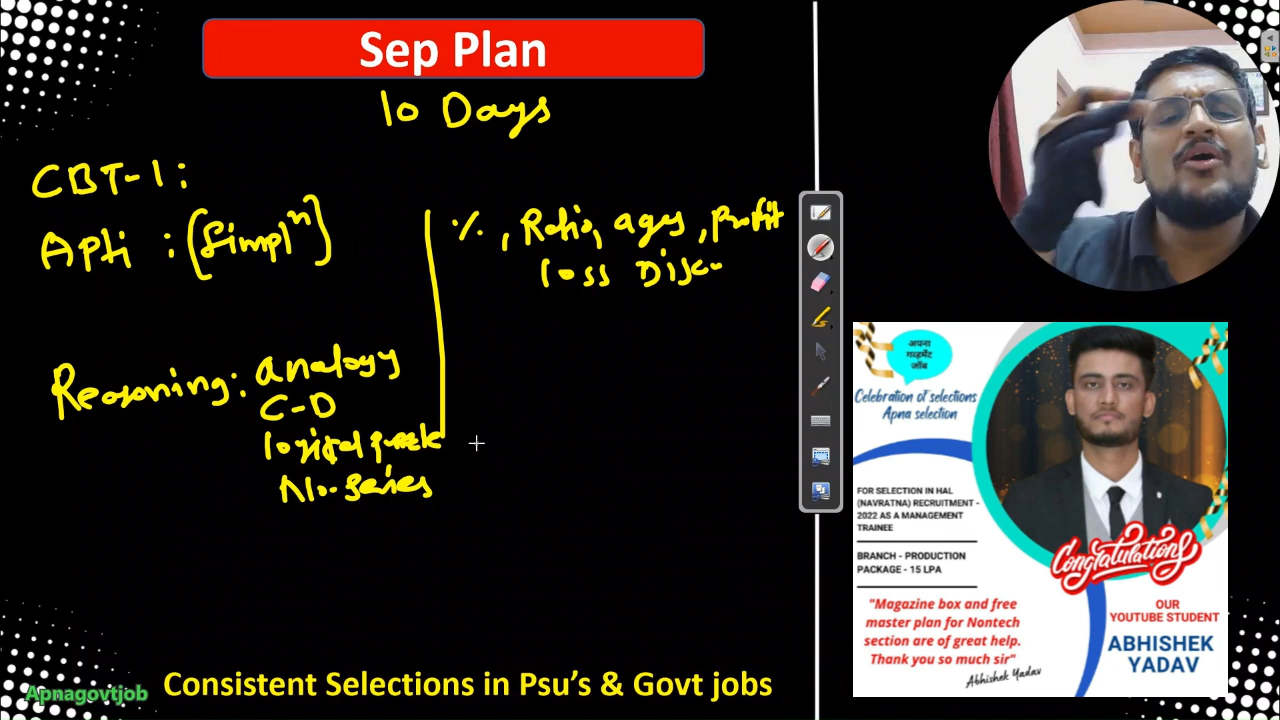 Sep Plan
10 Days
CBT-1:
Apti : [Simplⁿ]
%, Ratio, ages, Profit
loss Disc
Reasoning: analogy
C-D
logical
No. Series
Consistent Selections in Psu's & Govt jobs
Apnagovtjob
अपना
गव्हर्मेंट
जॉब
Celebration of selections
Apna selection
FOR SELECTION IN HAL
(NAVRATNA) RECRUITMENT -
2022 AS A MANAGEMENT
TRAINEE
BRANCH - PRODUCTION
PACKAGE - 15 LPA
Congratulations
"Magazine box and free
master plan for Nontech
section are of great help.
Thank you so much sir"
Abhishek Yadav
OUR
YOUTUBE STUDENT
ABHISHEK
YADAV